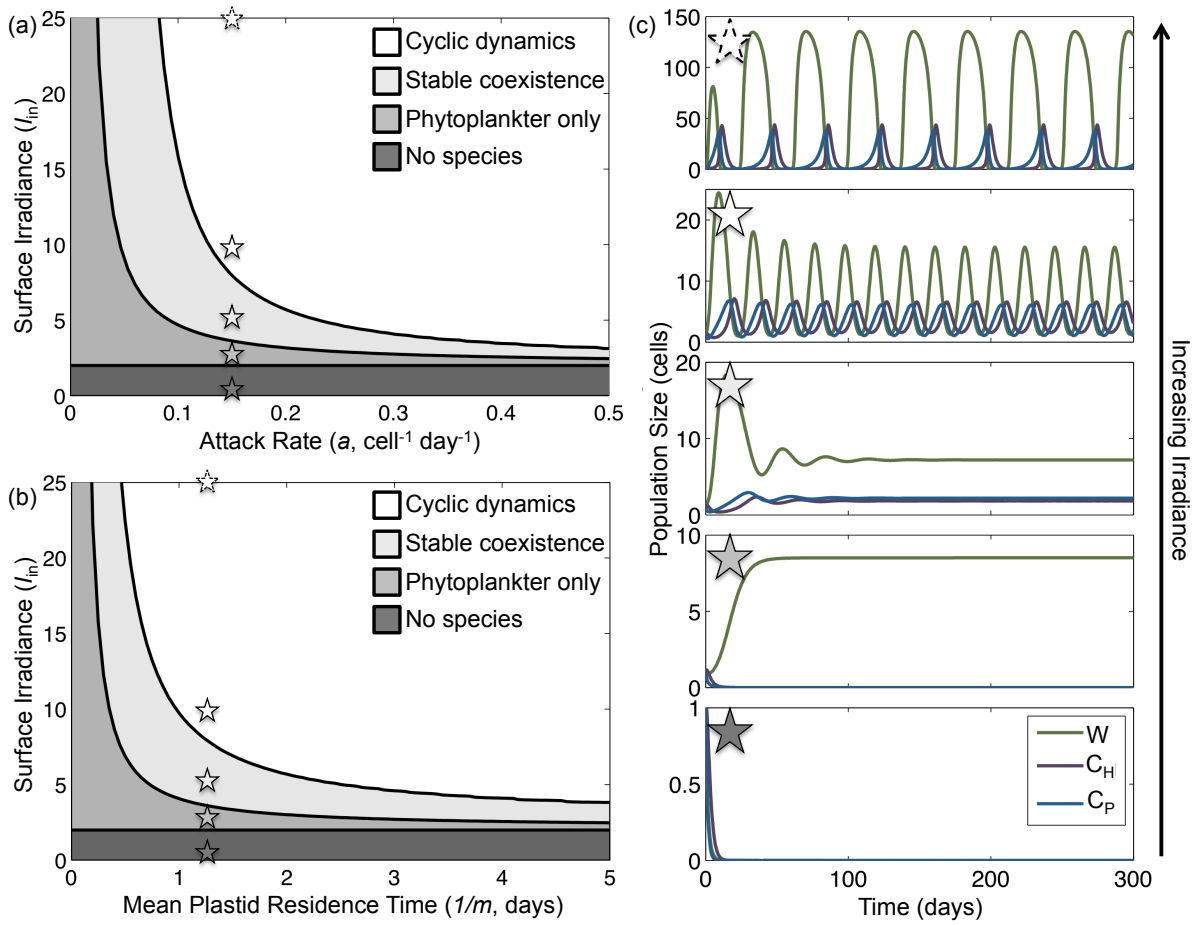 (a)
25
20
15
10
5
0
Surface Irradiance (Iin)
Cyclic dynamics
Stable coexistence
Phytoplankter only
No species
0 0.1 0.2 0.3 0.4 0.5
Attack Rate (a, cell-1 day-1)
(b)
25
20
15
10
5
0
Surface Irradiance (Iin)
Cyclic dynamics
Stable coexistence
Phytoplankter only
No species
0 1 2 3 4 5
Mean Plastid Residence Time (1/m, days)
(c)
150
100
50
0
20
10
0
20
10
0
10
5
0
1
0.5
0
Population Size (cells)
W
CH
CP
0 100 200 300
Time (days)
Increasing Irradiance